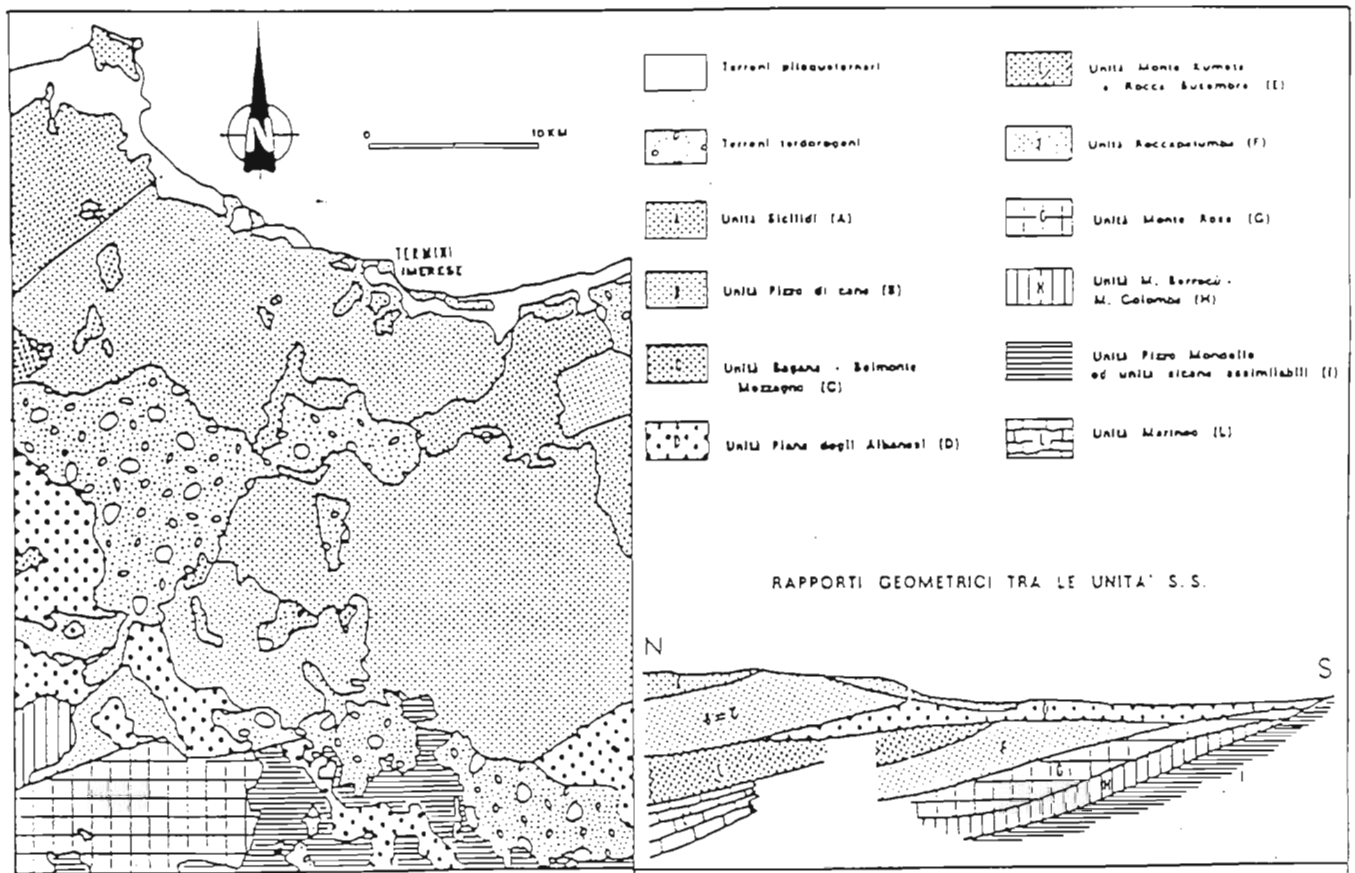 N
0 10 KM
TERMINI
IMERESE
Terreni plioquaternari
Terreni tardorogeni
A
Unità Sicilidi (A)
B
Unità Pizzo di cane (B)
C
Unità Sagana - Belmonte
Mezzagno (C)
D
Unità Piana degli Albanesi (D)
E
Unità Monte Kumeta
e Rocca Busambra (E)
F
Unità Roccapalumba (F)
G
Unità Monte Rose (G)
H
Unità M. Barracù -
M. Colomba (H)
Unità Pizzo Mondello
ed unità sicane assimilabili (I)
L
Unità Marineo (L)
RAPPORTI GEOMETRICI TRA LE UNITA' S.S.
N
S
F
G
H
I